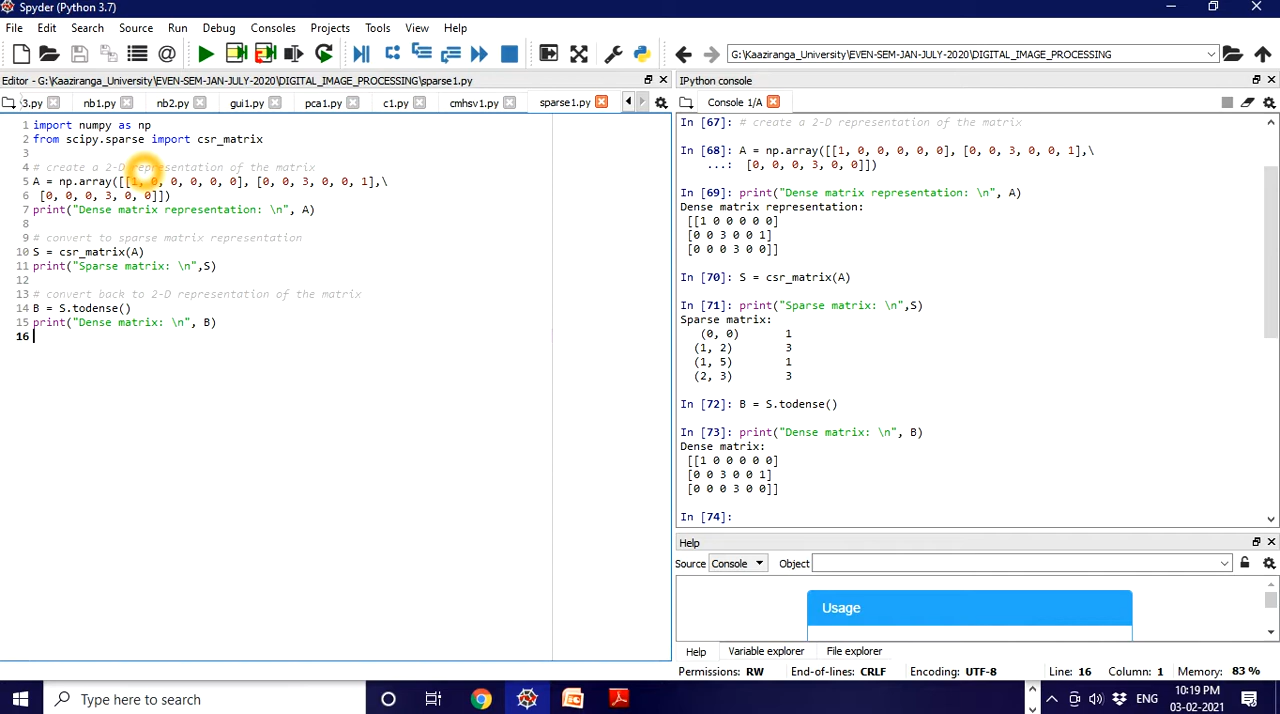 Spyder (Python 3.7)
File Edit Search Source Run Debug Consoles Projects Tools View Help
G:\Kaaziranga_University\EVEN-SEM-JAN-JULY-2020\DIGITAL_IMAGE_PROCESSING
Editor - G:\Kaaziranga_University\EVEN-SEM-JAN-JULY-2020\DIGITAL_IMAGE_PROCESSING\sparse1.py
3.py nb1.py nb2.py gui1.py pca1.py c1.py cmhsv1.py sparse1.py
1 import numpy as np
2 from scipy.sparse import csr_matrix
3
4 # create a 2-D representation of the matrix
5 A = np.array([[1, 0, 0, 0, 0, 0], [0, 0, 3, 0, 0, 1],\
6 [0, 0, 0, 3, 0, 0]])
7 print("Dense matrix representation: \n", A)
8
9 # convert to sparse matrix representation
10 S = csr_matrix(A)
11 print("Sparse matrix: \n",S)
12
13 # convert back to 2-D representation of the matrix
14 B = S.todense()
15 print("Dense matrix: \n", B)
16
IPython console
Console 1/A
In [67]: # create a 2-D representation of the matrix
In [68]: A = np.array([[1, 0, 0, 0, 0, 0], [0, 0, 3, 0, 0, 1],\
...: [0, 0, 0, 3, 0, 0]])
In [69]: print("Dense matrix representation: \n", A)
Dense matrix representation:
[[1 0 0 0 0 0]
[0 0 3 0 0 1]
[0 0 0 3 0 0]]
In [70]: S = csr_matrix(A)
In [71]: print("Sparse matrix: \n",S)
Sparse matrix:
(0, 0) 1
(1, 2) 3
(1, 5) 1
(2, 3) 3
In [72]: B = S.todense()
In [73]: print("Dense matrix: \n", B)
Dense matrix:
[[1 0 0 0 0 0]
[0 0 3 0 0 1]
[0 0 0 3 0 0]]
In [74]:
Help
Source Console Object
Usage
Help Variable explorer File explorer
Permissions: RW End-of-lines: CRLF Encoding: UTF-8 Line: 16 Column: 1 Memory: 83 %
Type here to search
ENG
10:19 PM
03-02-2021